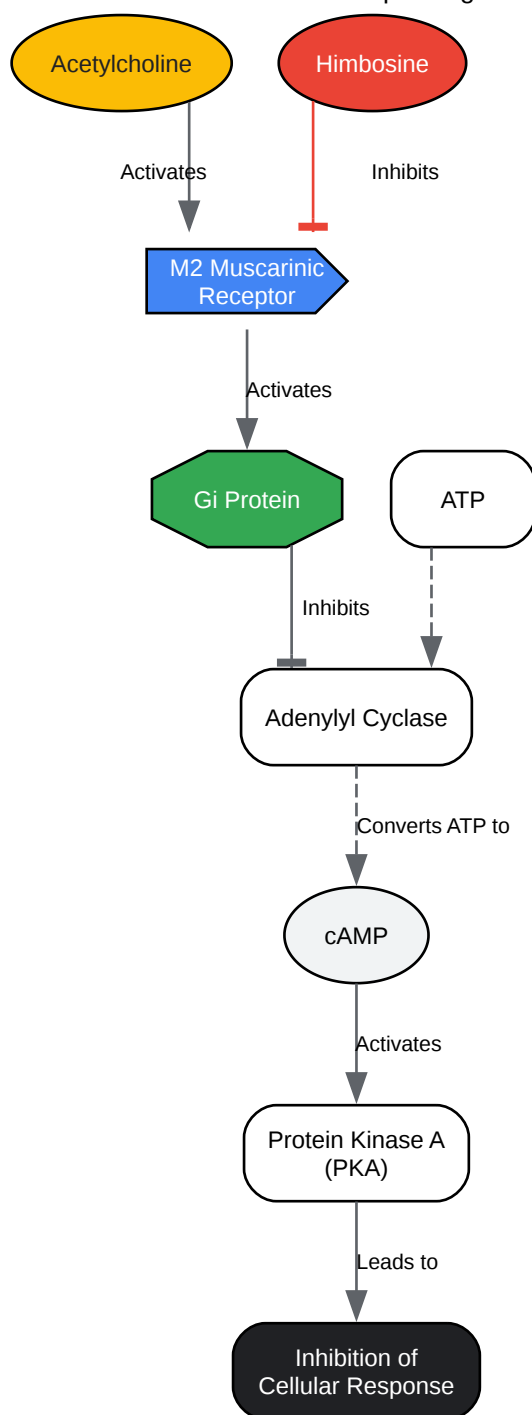 Acetylcholine
Himbosine
Activates
Inhibits
M2 Muscarinic
Receptor
Activates
Gi Protein
ATP
Inhibits
Adenylyl Cyclase
Converts ATP to
cAMP
Activates
Protein Kinase A
(PKA)
Leads to
Inhibition of
Cellular Response